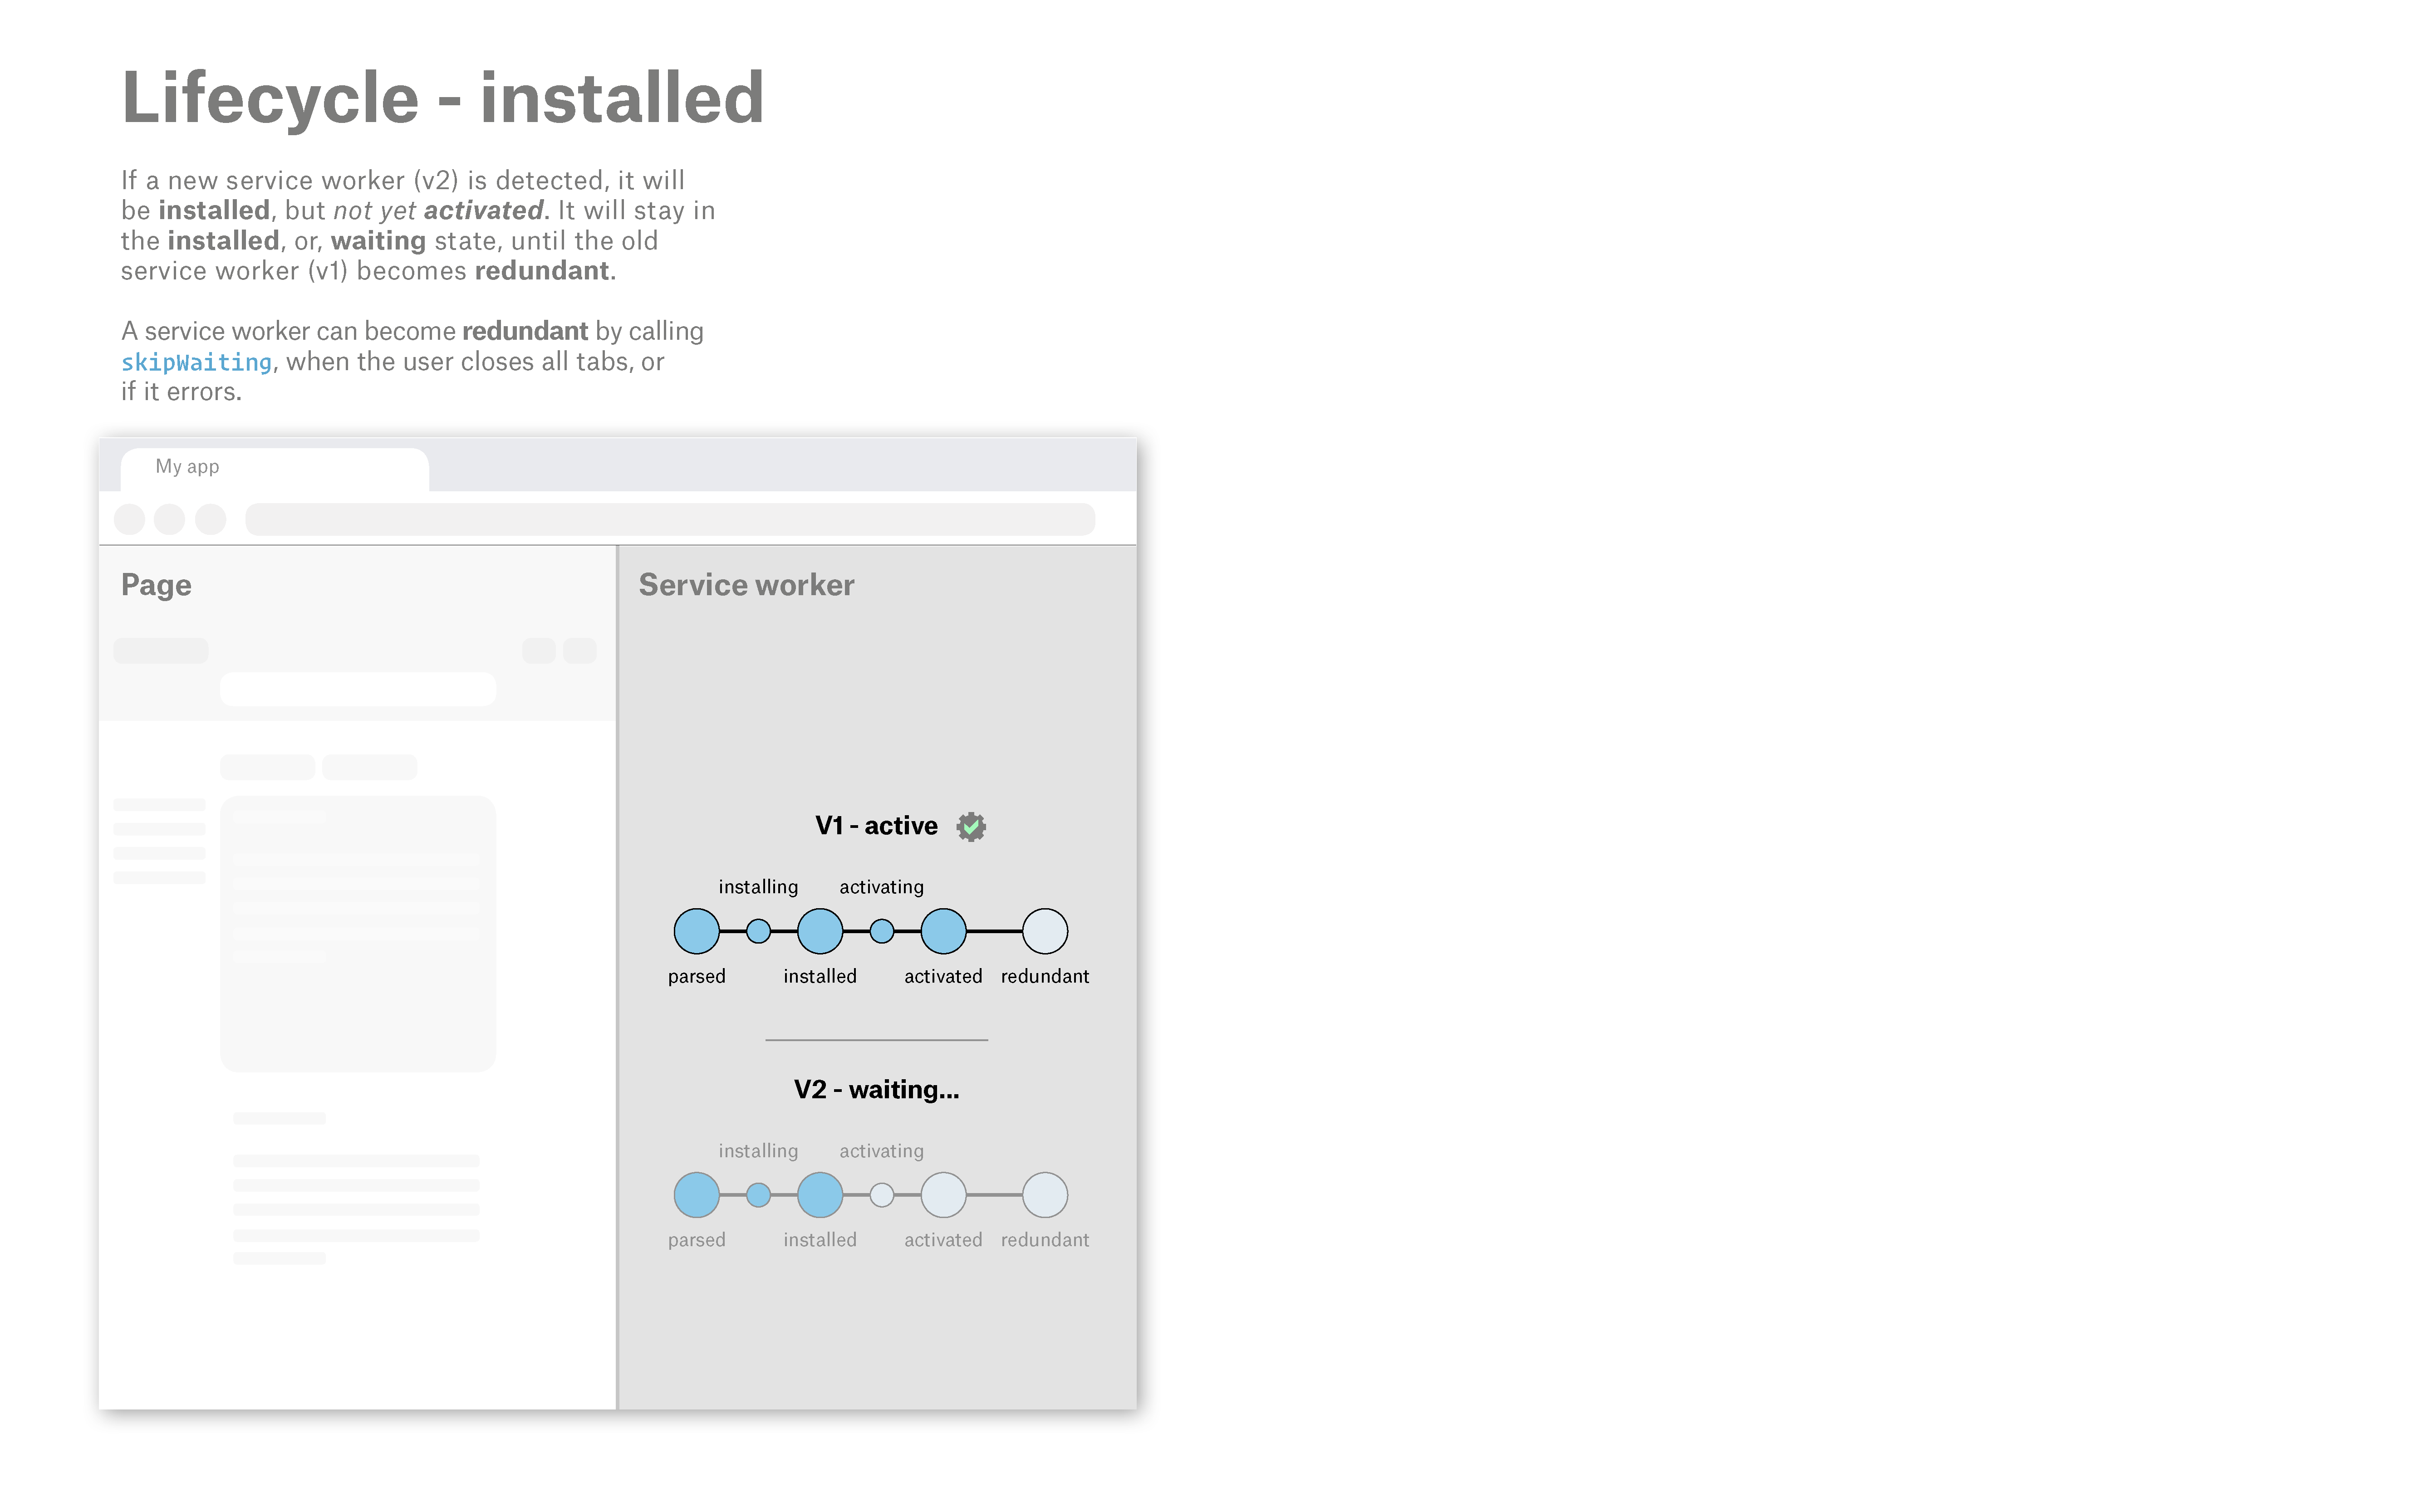 Lifecycle - installed
If a new service worker (v2) is detected, it will
be installed, but not yet activated. It will stay in
the installed, or, waiting state, until the old
service worker (v1) becomes redundant.
A service worker can become redundant by calling
skipWaiting, when the user closes all tabs, or
if it errors.
My app
Page
Service worker
V1 - active
installing activating
parsed installed activated redundant
V2 - waiting...
installing activating
parsed installed activated redundant